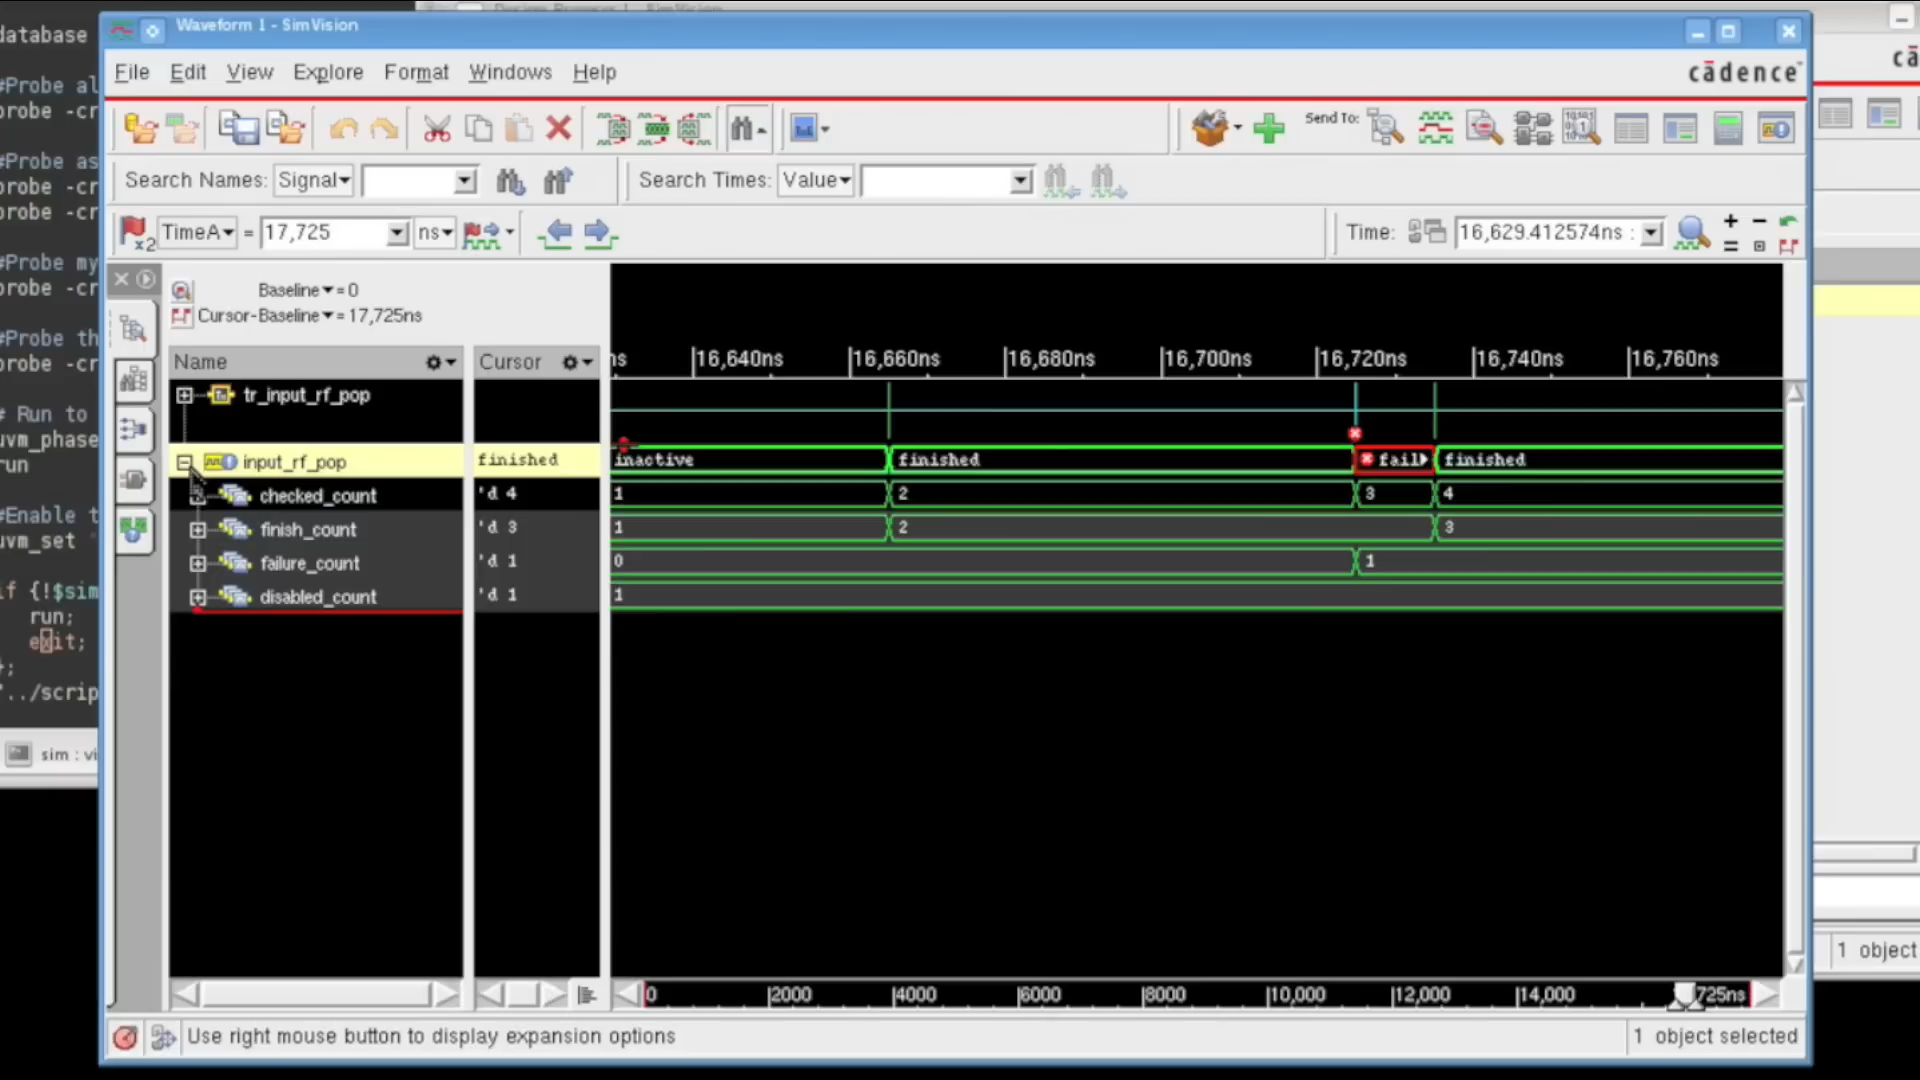 Waveform 1 - SimVision
database
#Probe al
probe -cr
#Probe as
probe -cr
probe -cr
#Probe my
probe -cr
#Probe th
probe -cr
# Run to
uvm_phase
run
#Enable t
uvm_set
if {!$sim
run;
exit;
};
"../scrip
sim : vi
File Edit View Explore Format Windows Help
cādence
Send To:
Search Names: Signal
Search Times: Value
x2 TimeA = 17,725 ns
Time: 16,629.412574ns :
Baseline = 0
Cursor-Baseline = 17,725ns
Name Cursor
ns 16,640ns 16,660ns 16,680ns 16,700ns 16,720ns 16,740ns 16,760ns
tr_input_rf_pop
input_rf_pop finished inactive finished fail finished
checked_count 'd 4 1 2 3 4
finish_count 'd 3 1 2 3
failure_count 'd 1 0 1
disabled_count 'd 1 1
0 2000 4000 6000 8000 10,000 12,000 14,000 725ns
Use right mouse button to display expansion options
1 object selected
cā
1 object